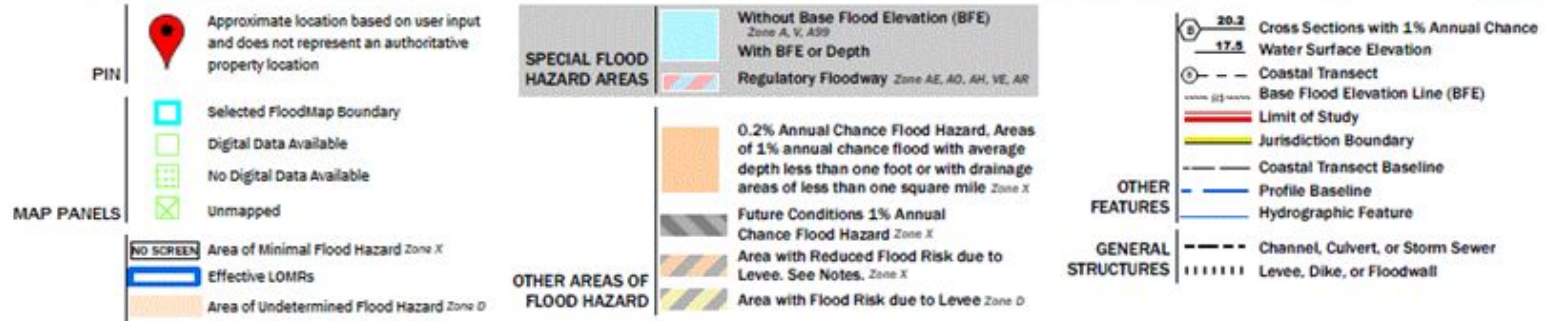 PIN
Approximate location based on user input
and does not represent an authoritative
property location
MAP PANELS
Selected FloodMap Boundary
Digital Data Available
No Digital Data Available
Unmapped
NO SCREEN Area of Minimal Flood Hazard Zone X
Effective LOMRs
Area of Undetermined Flood Hazard Zone D
SPECIAL FLOOD
HAZARD AREAS
Without Base Flood Elevation (BFE)
Zone A, V, A99
With BFE or Depth
Regulatory Floodway Zone AE, AO, AH, VE, AR
OTHER AREAS OF
FLOOD HAZARD
0.2% Annual Chance Flood Hazard, Areas
of 1% annual chance flood with average
depth less than one foot or with drainage
areas of less than one square mile Zone X
Future Conditions 1% Annual
Chance Flood Hazard Zone X
Area with Reduced Flood Risk due to
Levee. See Notes. Zone X
Area with Flood Risk due to Levee Zone D
OTHER
FEATURES
B 20.2 Cross Sections with 1% Annual Chance
17.5 Water Surface Elevation
Coastal Transect
Base Flood Elevation Line (BFE)
Limit of Study
Jurisdiction Boundary
Coastal Transect Baseline
Profile Baseline
Hydrographic Feature
GENERAL
STRUCTURES
Channel, Culvert, or Storm Sewer
Levee, Dike, or Floodwall